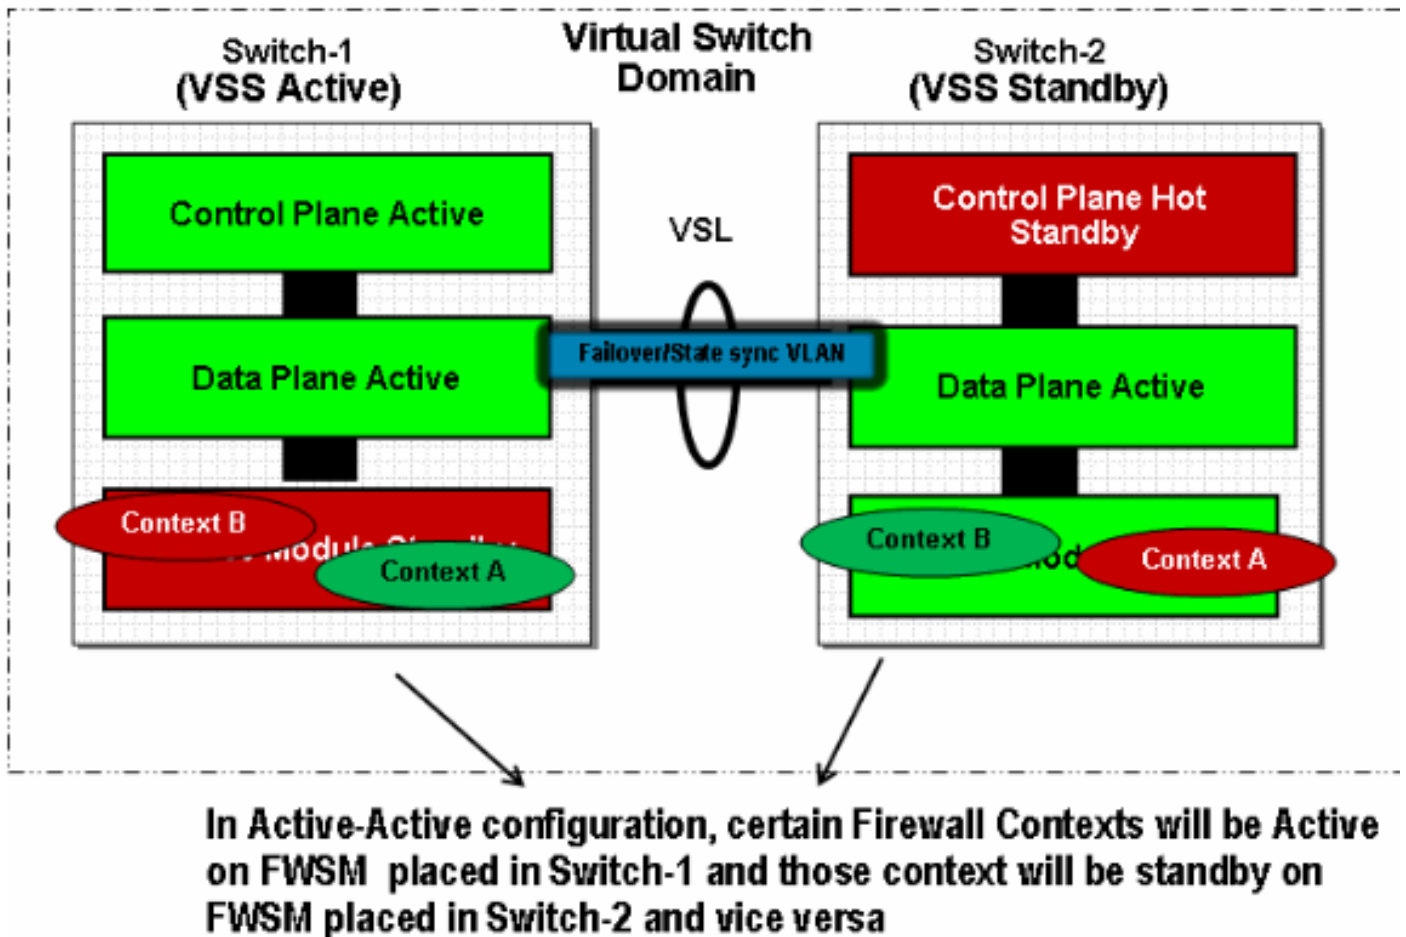 Virtual Switch
Domain
Switch-1
(VSS Active)
Switch-2
(VSS Standby)
Control Plane Active
Control Plane Hot
Standby
VSL
Data Plane Active
Failover/State sync VLAN
Data Plane Active
Context B
Module
Context A
Context B
Context A
In Active-Active configuration, certain Firewall Contexts will be Active
on FWSM placed in Switch-1 and those context will be standby on
FWSM placed in Switch-2 and vice versa